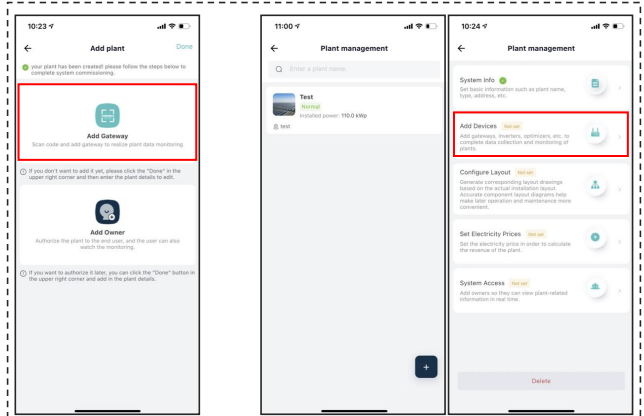 10:23
Add plant
Done
your plant has been created! please follow the steps below to
complete system commissioning.
Add Gateway
Scan code and add gateway to realize plant data monitoring
If you don't want to add it yet, please click the "Done" in the
upper right corner and then enter the plant details to edit.
Add Owner
Authorize the plant to the end user, and the user can also
watch the monitoring.
If you want to authorize it later, you can click the "Done" button in
the upper right corner and add in the plant details.
11:00
Plant management
Enter a plant name
Test
Normal
Installed power: 110.0 kWp
test
+
10:24
Plant management
System Info
Set basic information such as plant name,
type, address, etc.
Add Devices Not set
Add gateways, inverters, optimizers, etc. to
complete data collection and monitoring of
plants.
Configure Layout Not set
Generate corresponding layout drawings
based on the actual installation layout.
Accurate component layout diagrams help
make later operation and maintenance more
convenient.
Set Electricity Prices Not set
Set the electricity price in order to calculate
the revenue of the plant.
System Access Not set
Add owners so they can view plant-related
information in real time.
Delete